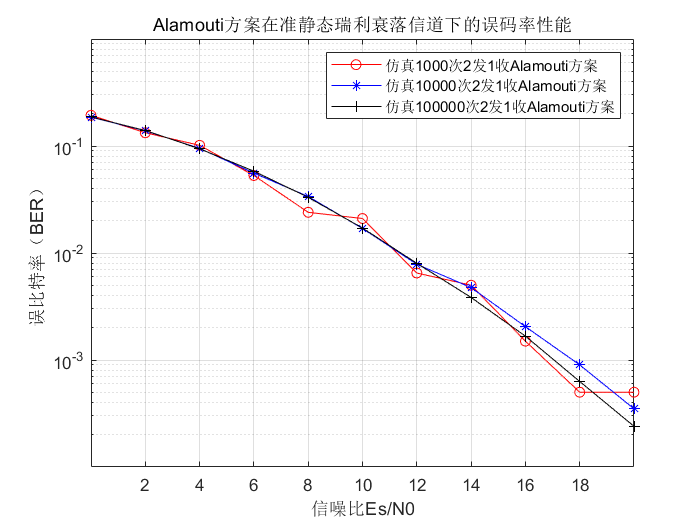 Alamouti方案在准静态瑞利衰落信道下的误码率性能
仿真1000次2发1收Alamouti方案
仿真10000次2发1收Alamouti方案
仿真100000次2发1收Alamouti方案
10-1
10-2
10-3
误比特率（BER）
2 4 6 8 10 12 14 16 18
信噪比Es/N0